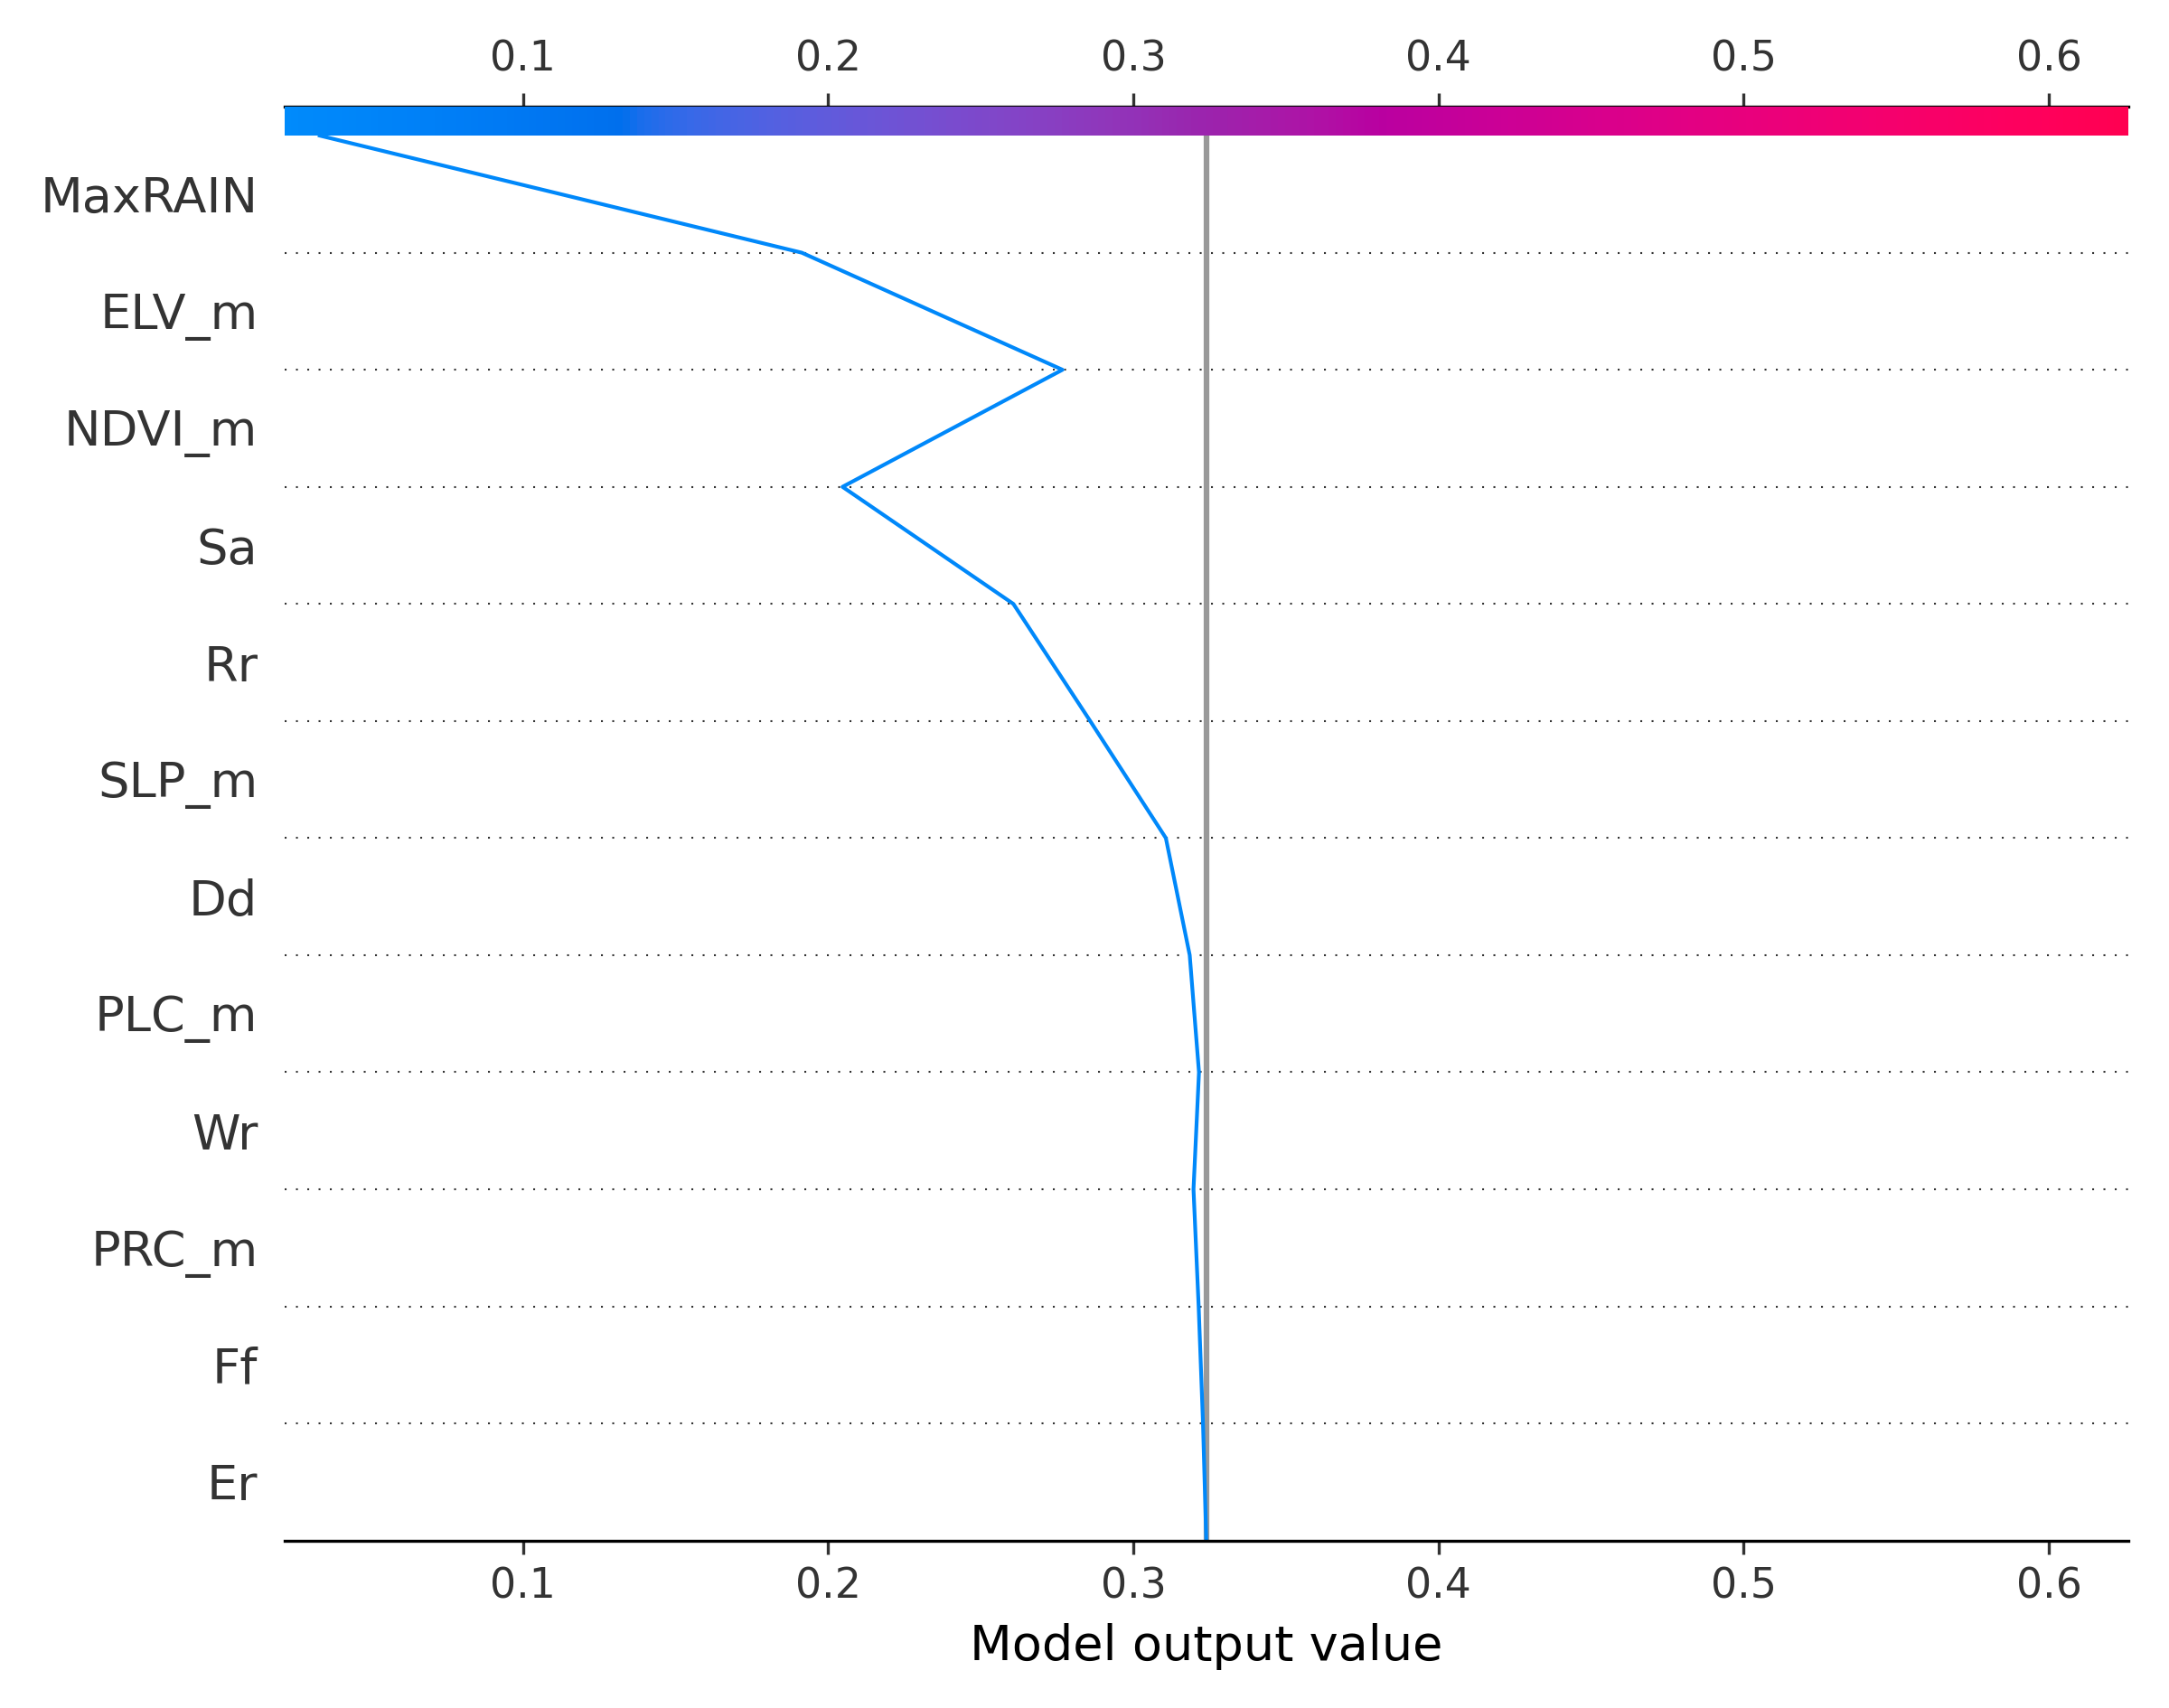 0.1 0.2 0.3 0.4 0.5 0.6
MaxRAIN
ELV_m
NDVI_m
Sa
Rr
SLP_m
Dd
PLC_m
Wr
PRC_m
Ff
Er
0.1 0.2 0.3 0.4 0.5 0.6
Model output value